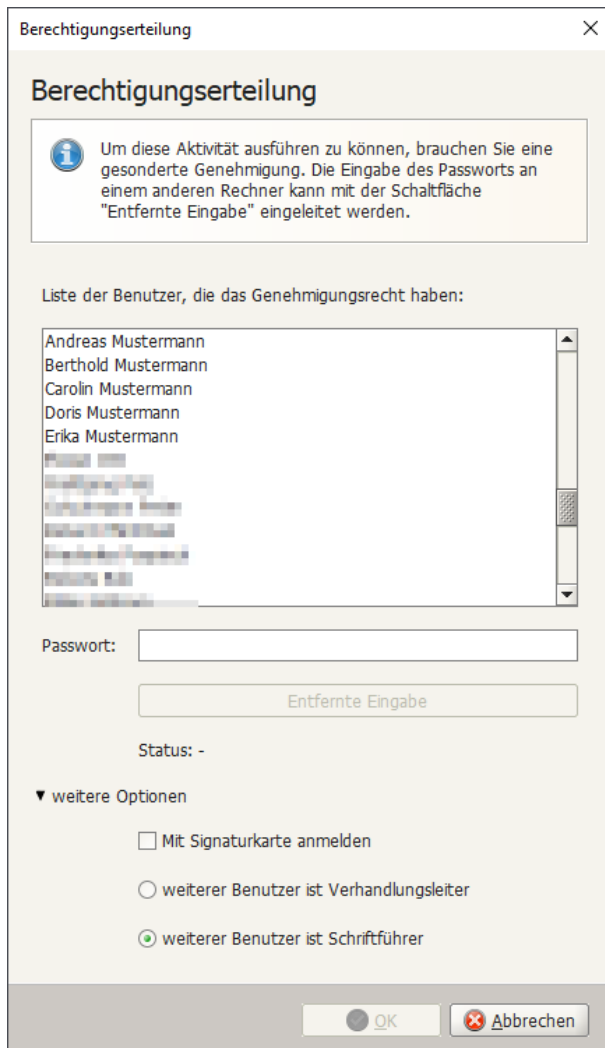 Berechtigungserteilung
Berechtigungserteilung
Um diese Aktivität ausführen zu können, brauchen Sie eine
gesonderte Genehmigung. Die Eingabe des Passworts an
einem anderen Rechner kann mit der Schaltfläche
"Entfernte Eingabe" eingeleitet werden.
Liste der Benutzer, die das Genehmigungsrecht haben:
Andreas Mustermann
Berthold Mustermann
Carolin Mustermann
Doris Mustermann
Erika Mustermann
Passwort:
Entfernte Eingabe
Status: -
weitere Optionen
Mit Signaturkarte anmelden
weiterer Benutzer ist Verhandlungsleiter
weiterer Benutzer ist Schriftführer
OK
Abbrechen